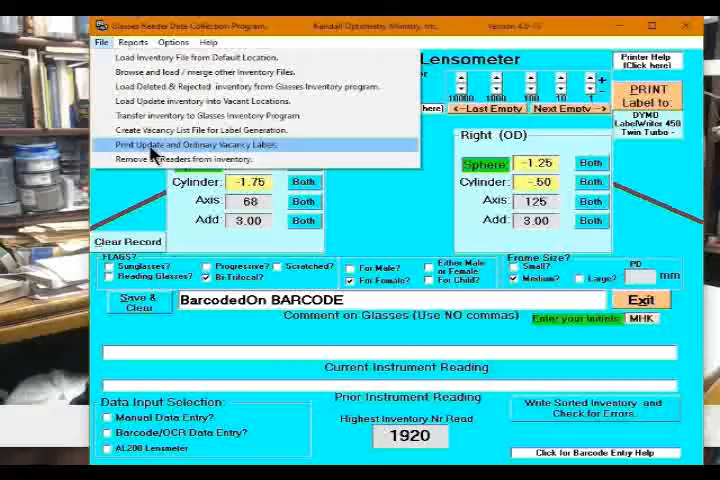 Glasses Reader Data Collection Program. Kendall Optometry Ministry, Inc. Version 4.0-
File Reports Options Help
Load Inventory File from Default Location.
Browse and load / merge other Inventory Files.
Load Deleted & Rejected inventory from Glasses Inventory program.
Load Update inventory into Vacant Locations.
Transfer inventory to Glasses Inventory Program
Create Vacancy List File for Label Generation.
Print Update and Ordinary Vacancy Labels.
Remove Readers from inventory.
Lensometer
Printer Help
(Click here)
10000 1000 100 10 1
+
-
here) <--Last Empty Next Empty-->
PRINT
Label to:
DYMO
LabelWriter 450
Twin Turbo -
Right (OD)
Sphere: -1.25 Both
Cylinder: -1.75 Both Cylinder: -.50 Both
Axis: 68 Both Axis: 125 Both
Add: 3.00 Both Add: 3.00 Both
Clear Record
FLAGS?
Sunglasses? Progressive? Scratched?
Reading Glasses? Bi-Trifocal?
For Male? Either Male
or Female?
For Female? For Child?
Frame Size?
Small?
Medium? Large?
PD
mm
Save &
Clear
BarcodedOn BARCODE
Exit
Comment on Glasses (Use NO commas)
Enter your Initials: MHK
Current Instrument Reading
Data Input Selection:
Manual Data Entry?
Barcode/OCR Data Entry?
AL200 Lensmeter
Prior Instrument Reading
Highest Inventory Nr Read
1920
Write Sorted Inventory and
Check for Errors.
Click for Barcode Entry Help